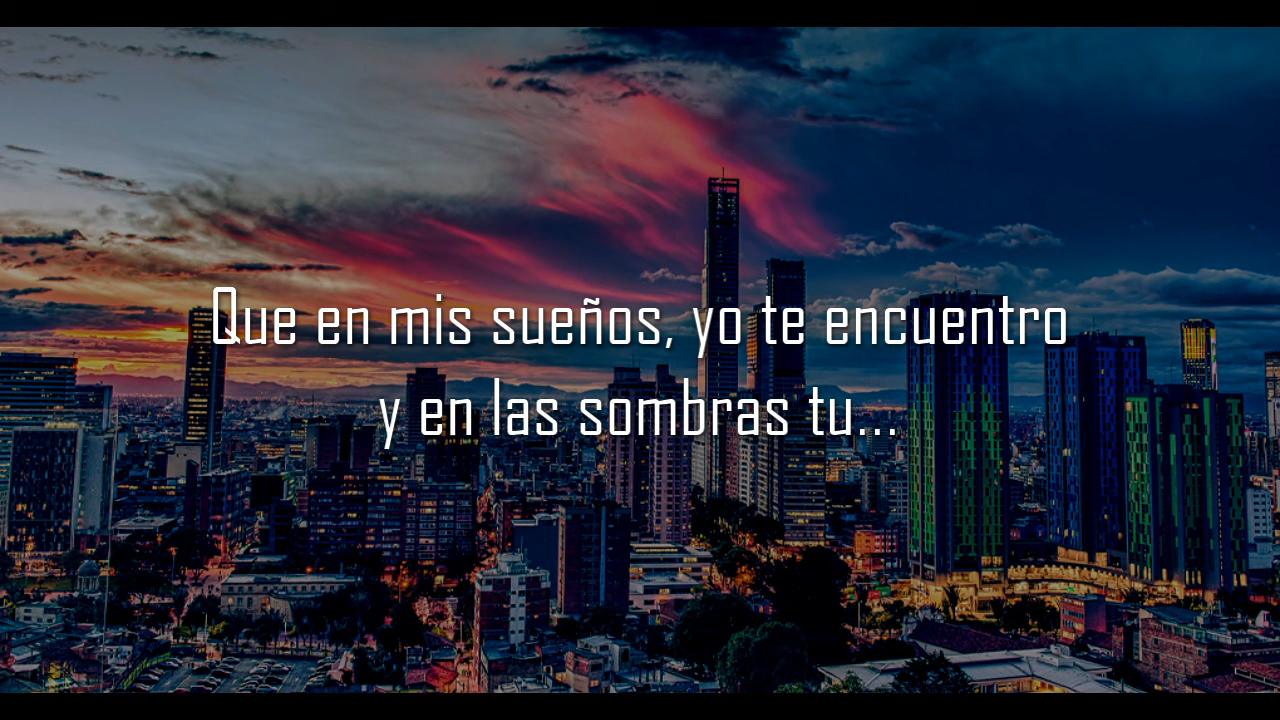 Que en mis sueños, yo te encuentro
y en las sombras tu...